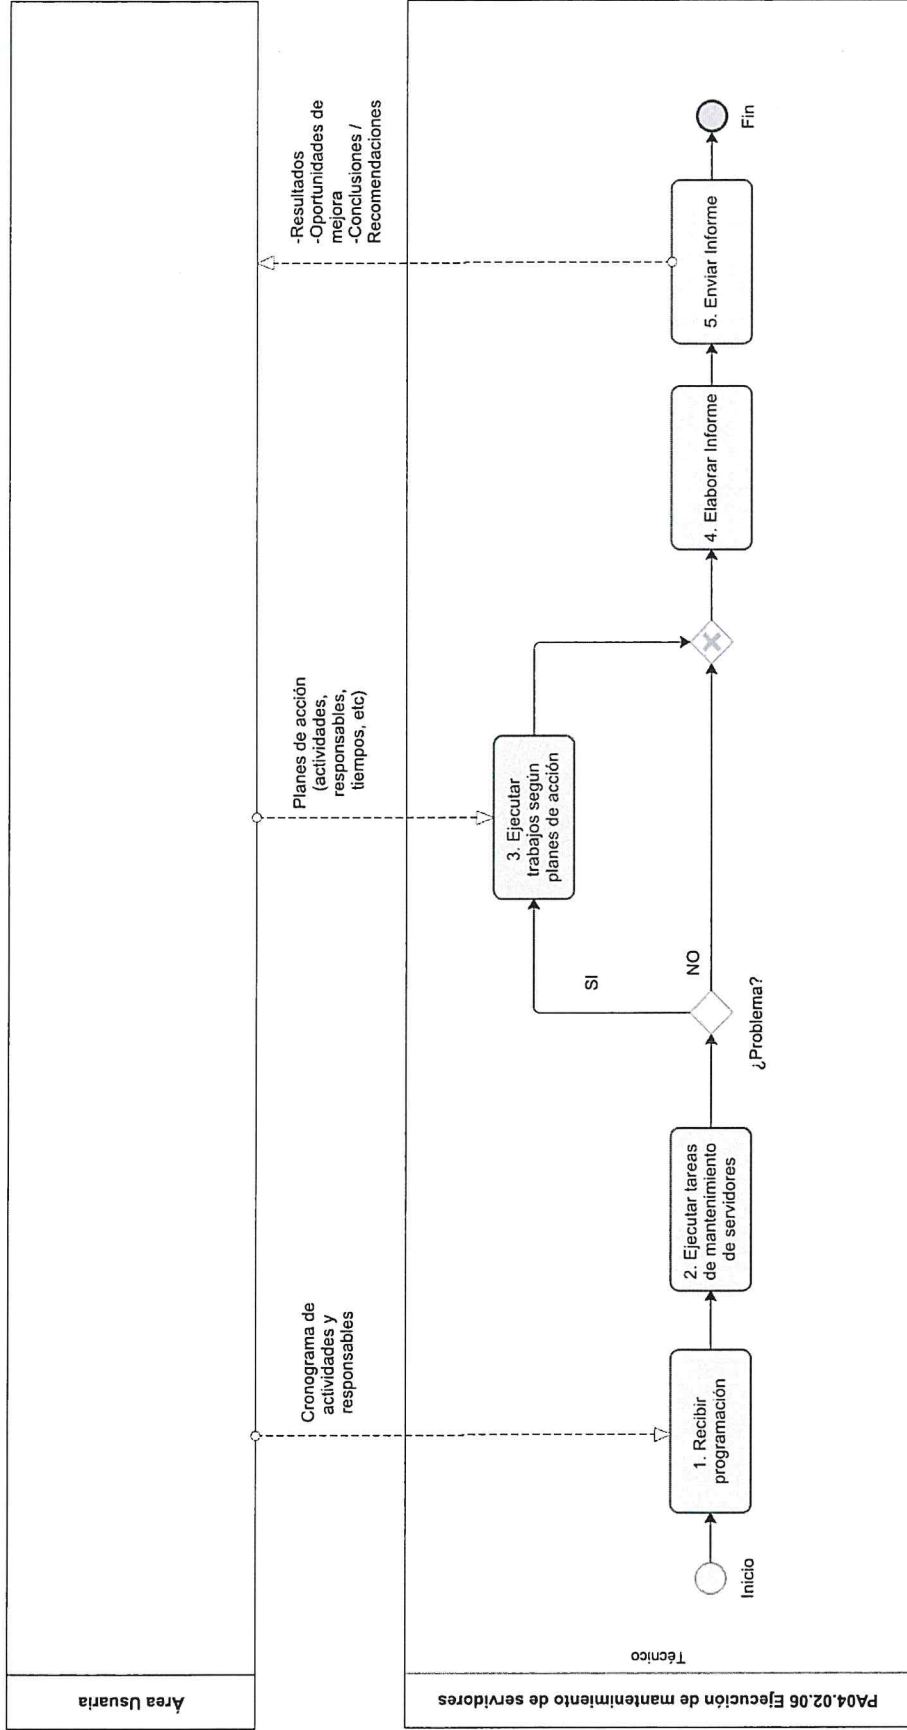 Área Usuaria
Cronograma de
actividades y
responsables
Planes de acción
(actividades,
responsables,
tiempos, etc)
-Resultados
-Oportunidades de
mejora
-Conclusiones /
Recomendaciones
PA04.02.06 Ejecución de mantenimiento de servidores
Técnico
Inicio
1. Recibir
programación
2. Ejecutar tareas
de mantenimiento
de servidores
¿Problema?
SI
NO
3. Ejecutar
trabajos según
planes de acción
4. Elaborar Informe
5. Enviar Informe
Fin